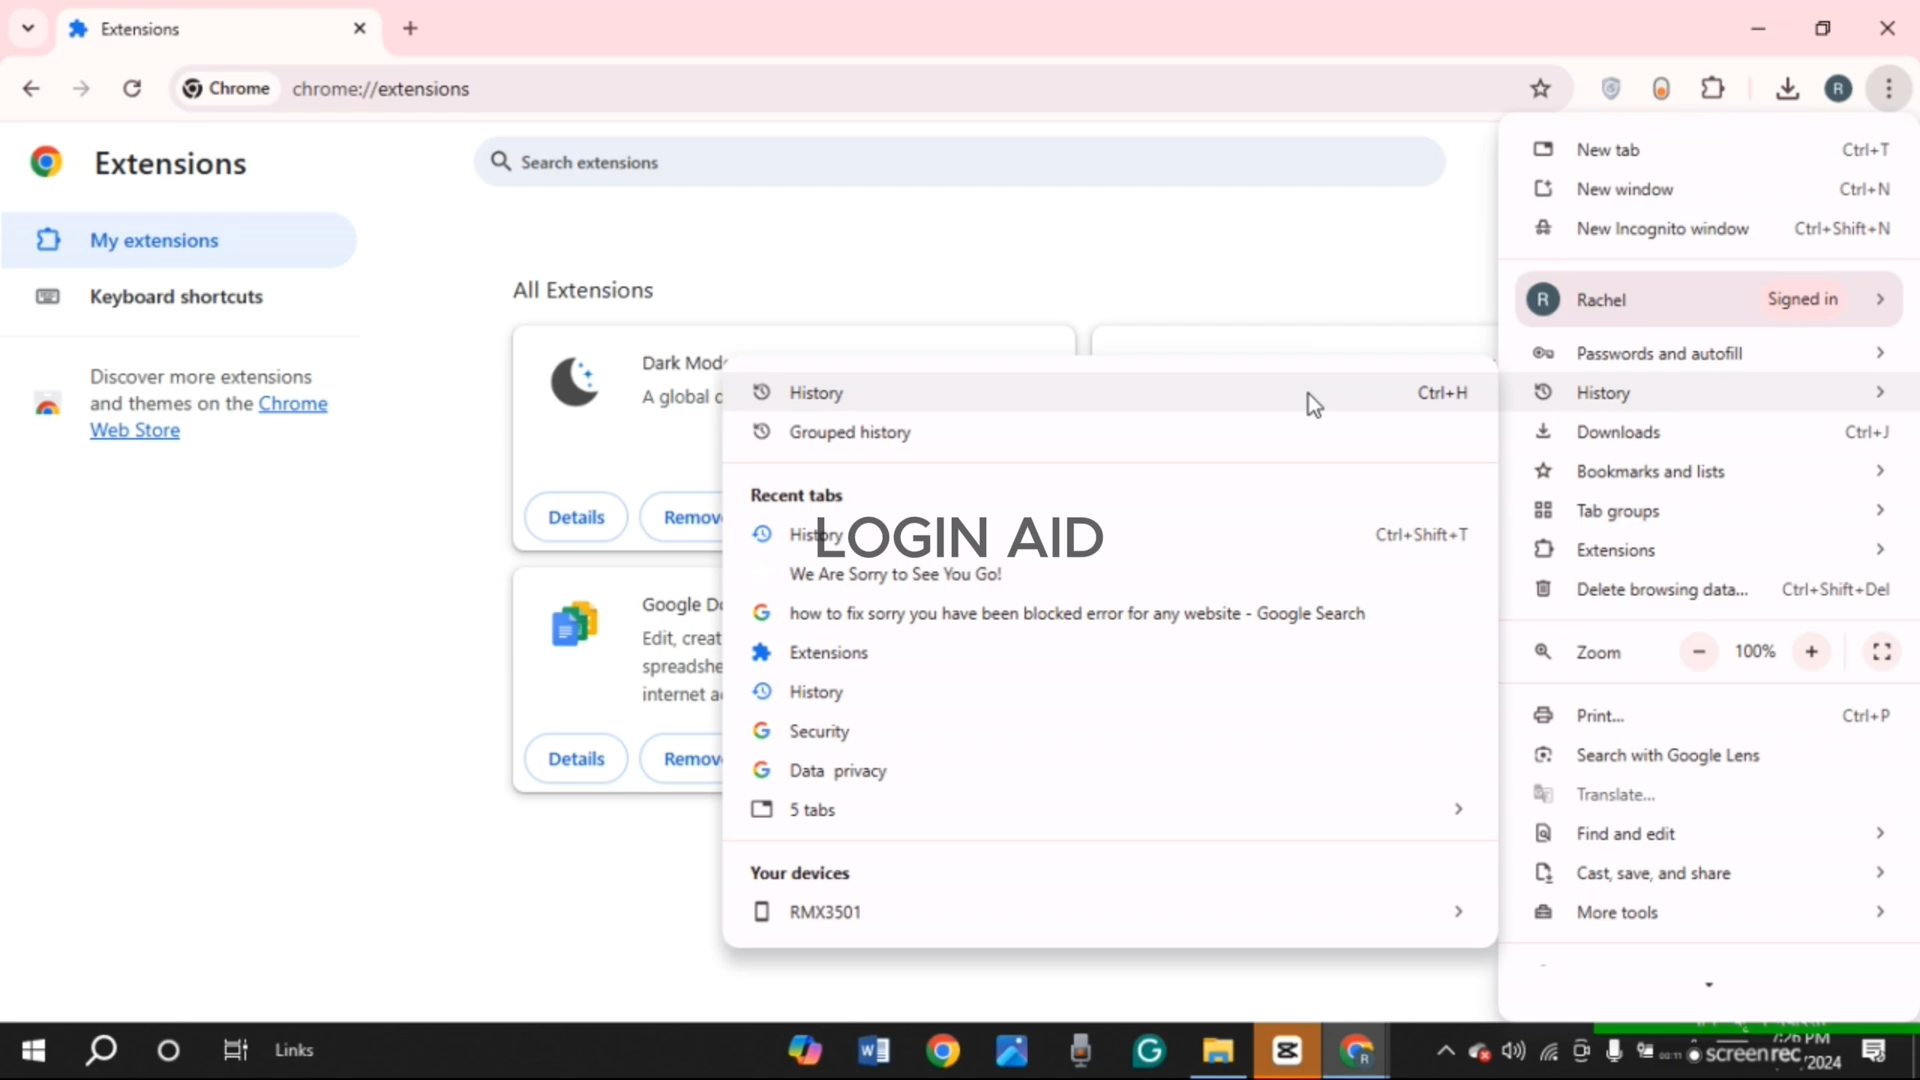 Extensions
Chrome
chrome://extensions
R
Extensions
Search extensions
My extensions
Keyboard shortcuts
Discover more extensions
and themes on the Chrome
Web Store
All Extensions
Dark Mod
A global
Details
Remov
Google
Edit, creat
spreadshe
internet a
Details
Remov
History Ctrl+H
Grouped history
Recent tabs
History Ctrl+Shift+T
LOGIN AID
We Are Sorry to See You Go!
how to fix sorry you have been blocked error for any website - Google Search
Extensions
History
Security
Data privacy
5 tabs
Your devices
RMX3501
New tab Ctrl+T
New window Ctrl+N
New Incognito window Ctrl+Shift+N
R Rachel Signed in
Passwords and autofill
History
Downloads Ctrl+J
Bookmarks and lists
Tab groups
Extensions
Delete browsing data... Ctrl+Shift+Del
Zoom 100%
Print... Ctrl+P
Search with Google Lens
Translate...
Find and edit
Cast, save, and share
More tools
Links
7:26 PM
screenrec
2024